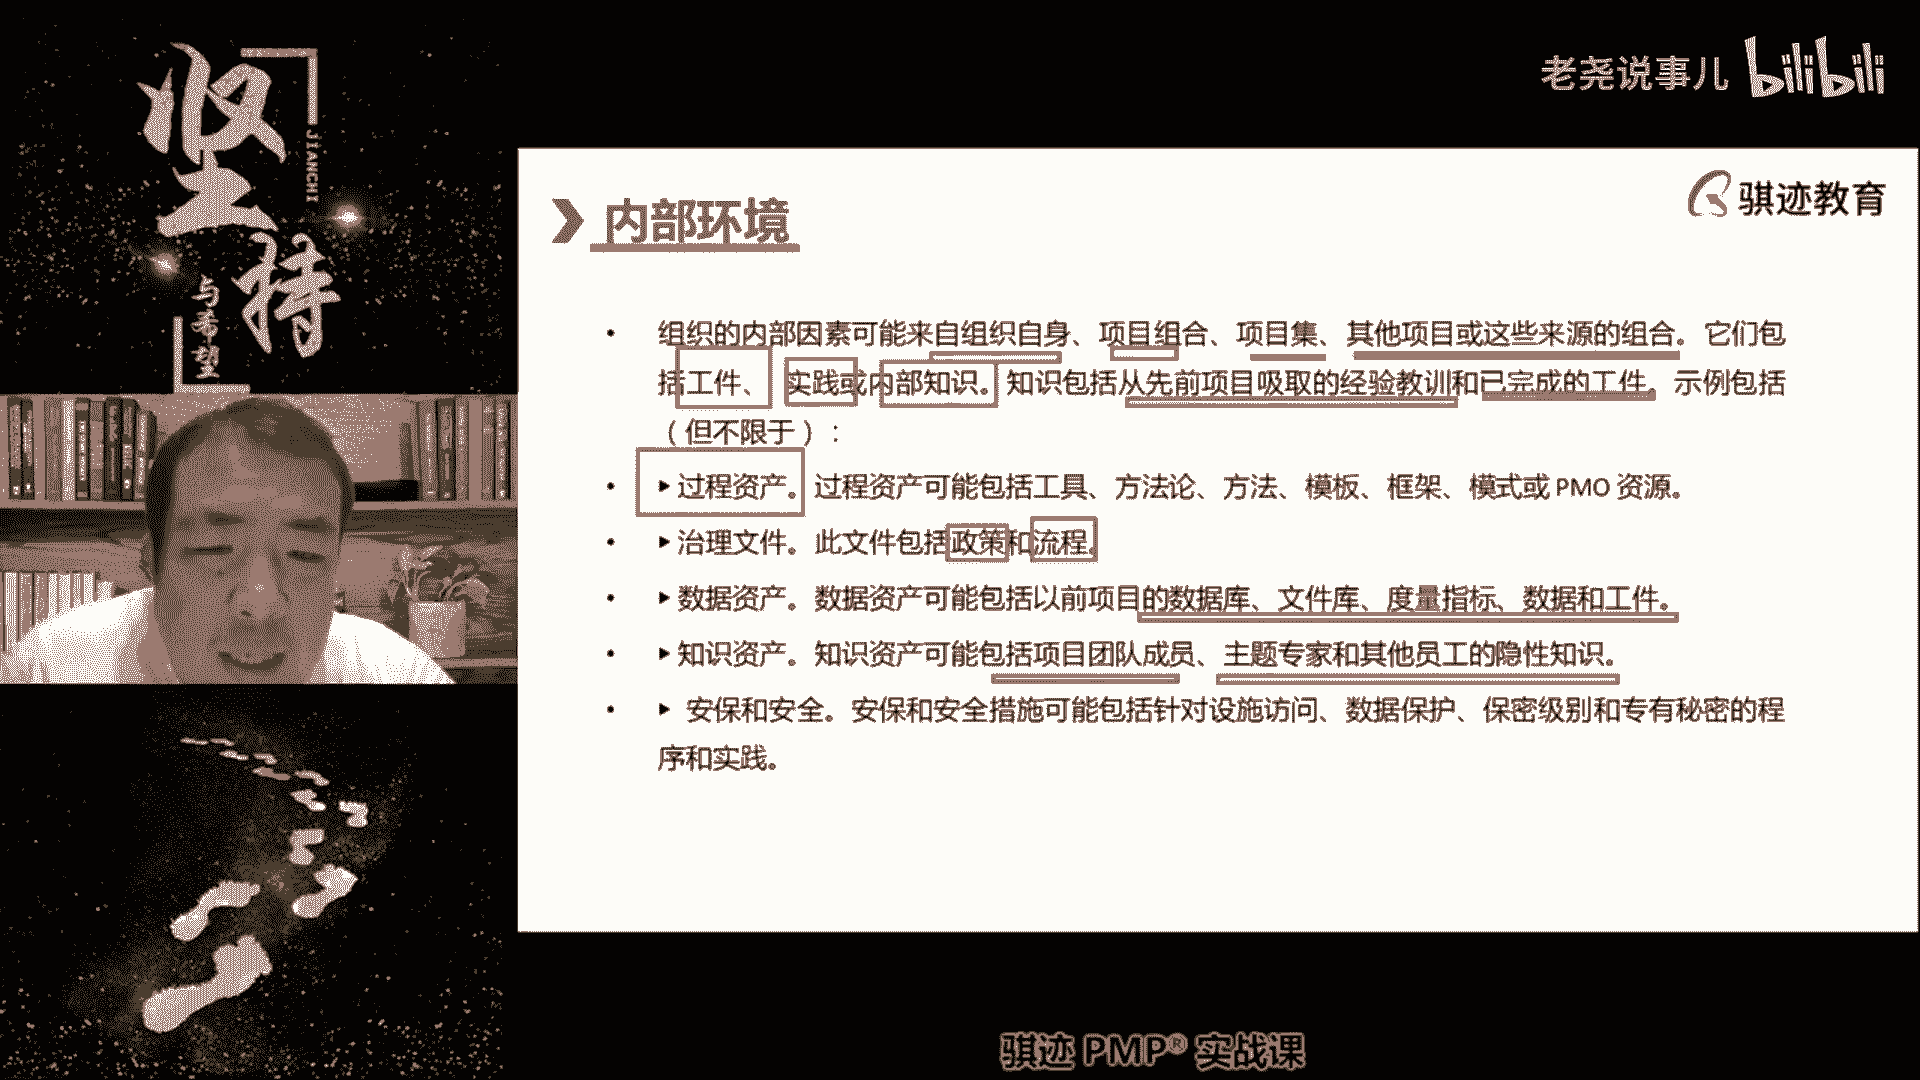 坚持
JIANCHI
与希望
老尧说事儿 bilibili
骐迹教育
内部环境
• 组织的内部因素可能来自组织自身、项目组合、项目集、其他项目或这些来源的组合。它们包
括工件、实践或内部知识。知识包括从先前项目吸取的经验教训和已完成的工件。示例包括
（但不限于）：
• ►过程资产。过程资产可能包括工具、方法论、方法、模板、框架、模式或 PMO 资源。
• ►治理文件。此文件包括政策和流程。
• ►数据资产。数据资产可能包括以前项目的数据库、文件库、度量指标、数据和工件。
• ►知识资产。知识资产可能包括项目团队成员、主题专家和其他员工的隐性知识。
• ► 安保和安全。安保和安全措施可能包括针对设施访问、数据保护、保密级别和专有秘密的程
序和实践。
骐迹 PMP® 实战课